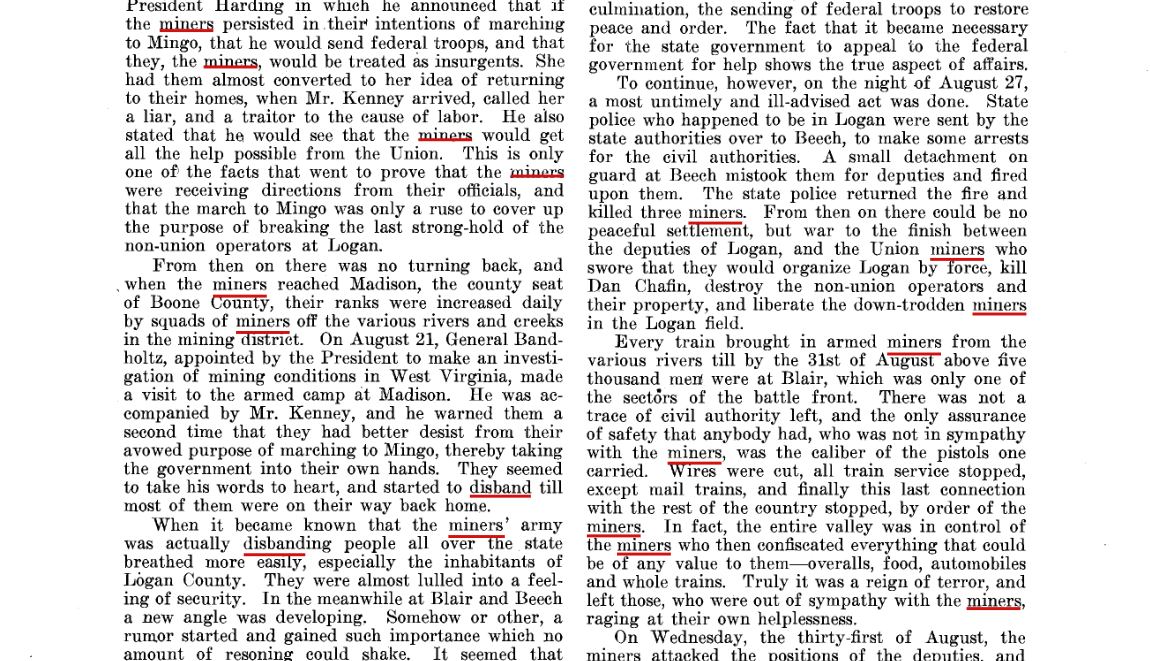 President Harding in which he announced that if
the miners persisted in their intentions of marching
to Mingo, that he would send federal troops, and that
they, the miners, would be treated as insurgents. She
had them almost converted to her idea of returning
to their homes, when Mr. Kenney arrived, called her
a liar, and a traitor to the cause of labor. He also
stated that he would see that the miners would get
all the help possible from the Union. This is only
one of the facts that went to prove that the miners
were receiving directions from their officials, and
that the march to Mingo was only a ruse to cover up
the purpose of breaking the last strong-hold of the
non-union operators at Logan.
From then on there was no turning back, and
when the miners reached Madison, the county seat
of Boone County, their ranks were increased daily
by squads of miners off the various rivers and creeks
in the mining district. On August 21, General Band-
holtz, appointed by the President to make an investi-
gation of mining conditions in West Virginia, made
a visit to the armed camp at Madison. He was ac-
companied by Mr. Kenney, and he warned them a
second time that they had better desist from their
avowed purpose of marching to Mingo, thereby taking
the government into their own hands. They seemed
to take his words to heart, and started to disband till
most of them were on their way back home.
When it became known that the miners' army
was actually disbanding people all over the state
breathed more easily, especially the inhabitants of
Logan County. They were almost lulled into a feel-
ing of security. In the meanwhile at Blair and Beech
a new angle was developing. Somehow or other, a
rumor started and gained such importance which no
amount of resoning could shake. It seemed that
culmination, the sending of federal troops to restore
peace and order. The fact that it became necessary
for the state government to appeal to the federal
government for help shows the true aspect of affairs.
To continue, however, on the night of August 27,
a most untimely and ill-advised act was done. State
police who happened to be in Logan were sent by the
state authorities over to Beech, to make some arrests
for the civil authorities. A small detachment on
guard at Beech mistook them for deputies and fired
upon them. The state police returned the fire and
killed three miners. From then on there could be no
peaceful settlement, but war to the finish between
the deputies of Logan, and the Union miners who
swore that they would organize Logan by force, kill
Dan Chafin, destroy the non-union operators and
their property, and liberate the down-trodden miners
in the Logan field.
Every train brought in armed miners from the
various rivers till by the 31st of August above five
thousand men were at Blair, which was only one of
the sectors of the battle front. There was not a
trace of civil authority left, and the only assurance
of safety that anybody had, who was not in sympathy
with the miners, was the caliber of the pistols one
carried. Wires were cut, all train service stopped,
except mail trains, and finally this last connection
with the rest of the country stopped, by order of the
miners. In fact, the entire valley was in control of
the miners who then confiscated everything that could
be of any value to them—overalls, food, automobiles
and whole trains. Truly it was a reign of terror, and
left those, who were out of sympathy with the miners,
raging at their own helplessness.
On Wednesday, the thirty-first of August, the
miners attacked the positions of the deputies, and